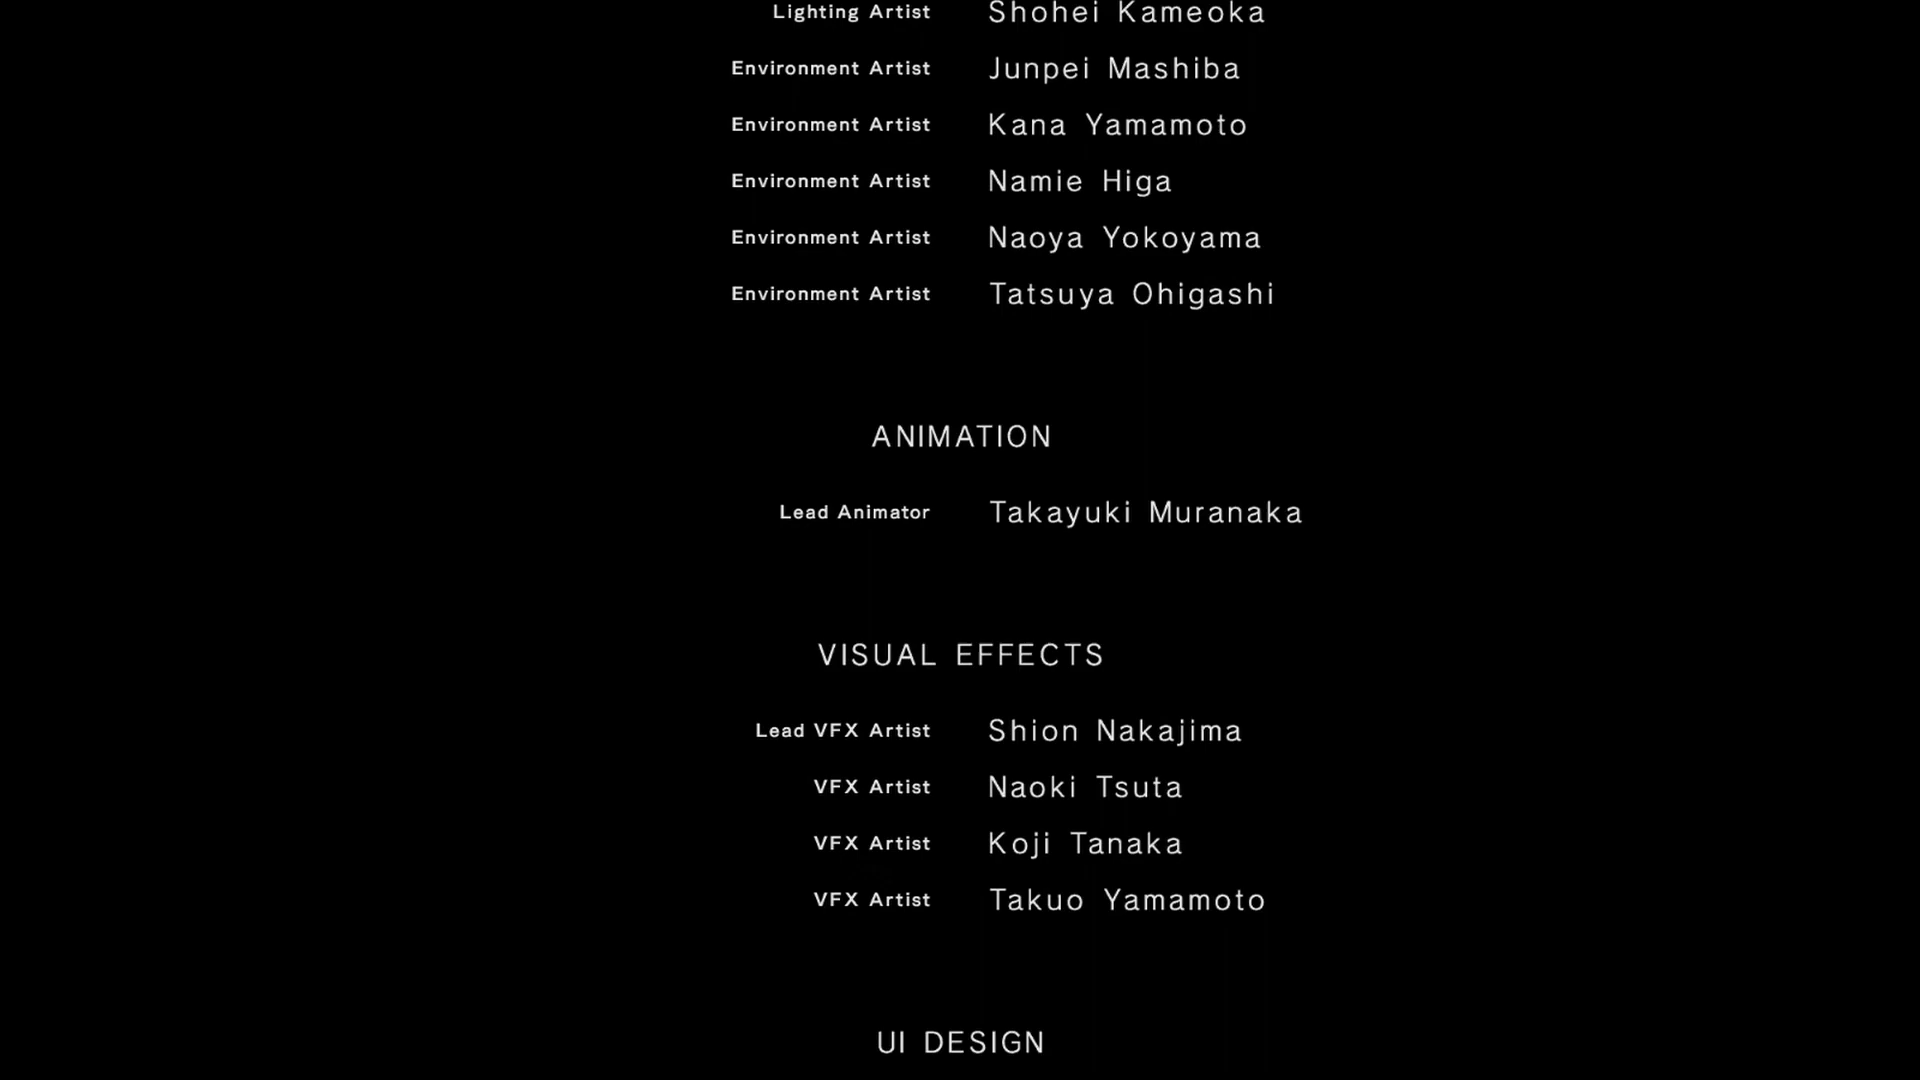 Lighting Artist Shohei Kameoka
Environment Artist Junpei Mashiba
Environment Artist Kana Yamamoto
Environment Artist Namie Higa
Environment Artist Naoya Yokoyama
Environment Artist Tatsuya Ohigashi
ANIMATION
Lead Animator Takayuki Muranaka
VISUAL EFFECTS
Lead VFX Artist Shion Nakajima
VFX Artist Naoki Tsuta
VFX Artist Koji Tanaka
VFX Artist Takuo Yamamoto
UI DESIGN